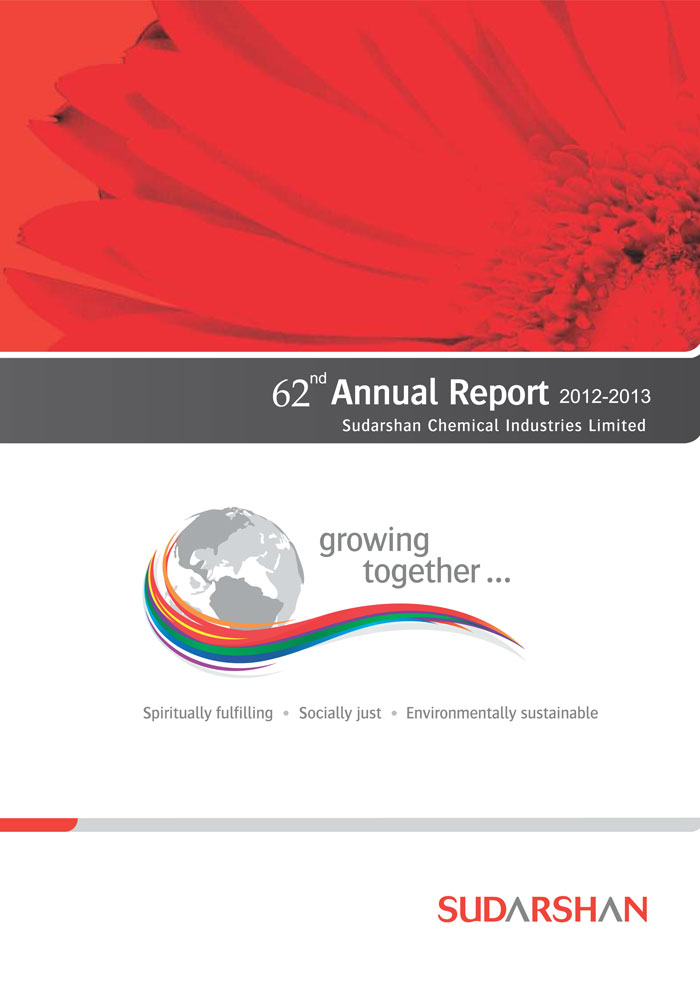 62nd Annual Report 2012-2013
Sudarshan Chemical Industries Limited
growing
together ...
Spiritually fulfilling • Socially just • Environmentally sustainable
SUDARSHAN